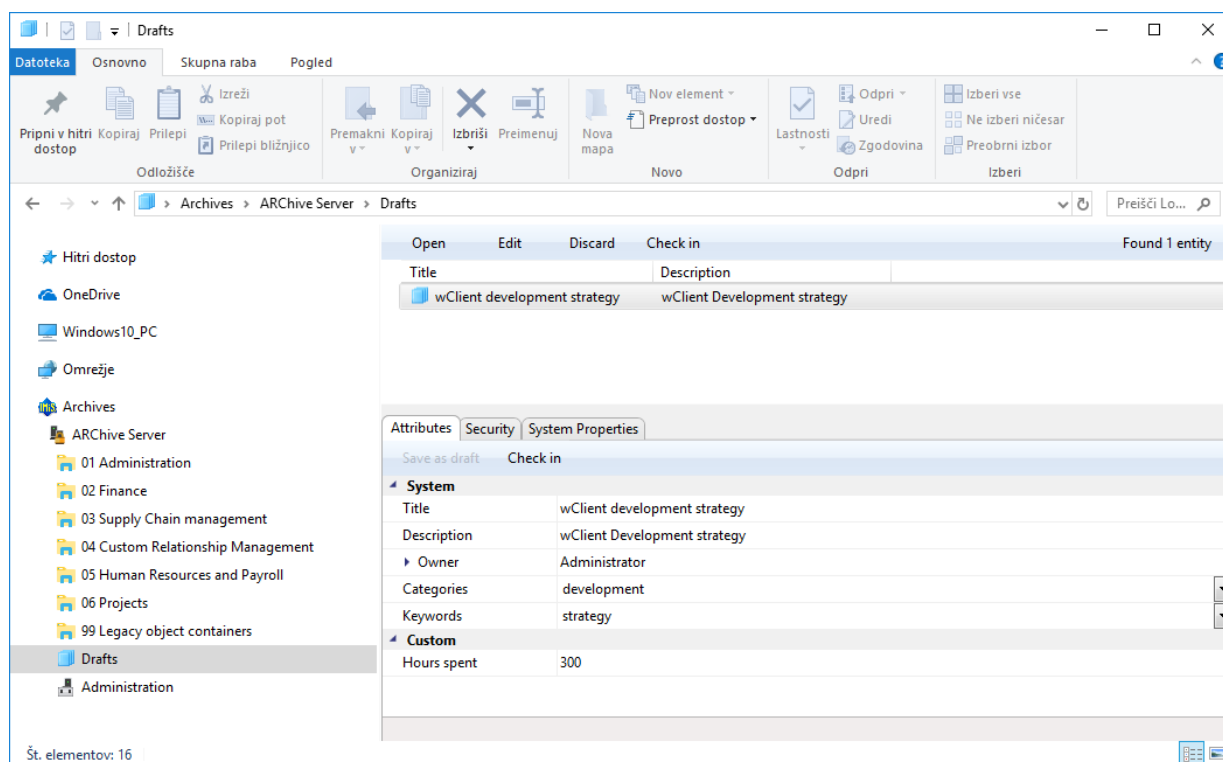 Drafts
Datoteka Osnovno Skupna raba Pogled
Pripni v hitri dostop
Kopiraj
Prilepi
Izreži
Kopiraj pot
Prilepi bližnjico
Odložišče
Premakni v
Kopiraj v
Izbriši
Preimenuj
Organiziraj
Nova mapa
Nov element
Preprost dostop
Novo
Lastnosti
Odpri
Uredi
Zgodovina
Odpri
Izberi vse
Ne izberi ničesar
Preobrni izbor
Izberi
Archives > ARChive Server > Drafts
Preišči Lo...
Hitri dostop
OneDrive
Windows10_PC
Omrežje
Archives
ARChive Server
01 Administration
02 Finance
03 Supply Chain management
04 Custom Relationship Management
05 Human Resources and Payroll
06 Projects
99 Legacy object containers
Drafts
Administration
Open Edit Discard Check in Found 1 entity
Title Description
wClient development strategy wClient Development strategy
Attributes Security System Properties
Save as draft Check in
System
Title wClient development strategy
Description wClient Development strategy
Owner Administrator
Categories development
Keywords strategy
Custom
Hours spent 300
Št. elementov: 16